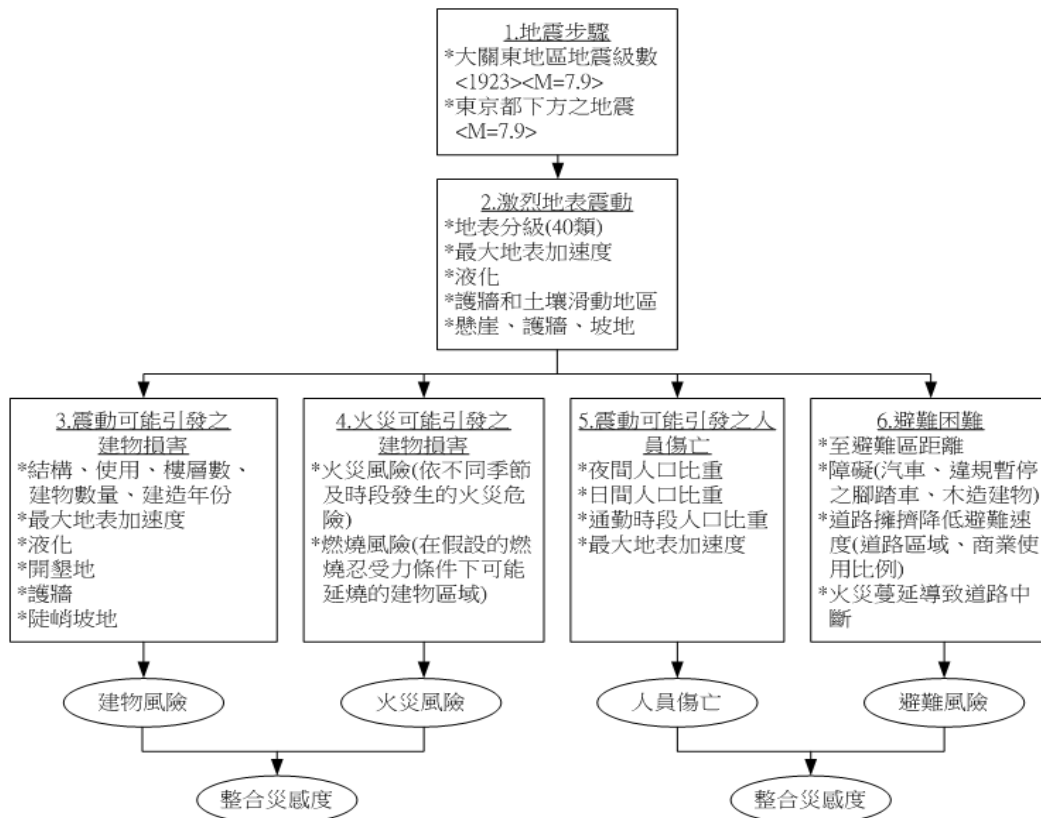 1.地震步驟
*大關東地區地震級數
<1923><M=7.9>
*東京都下方之地震
<M=7.9>
2.激烈地表震動
*地表分級(40類)
*最大地表加速度
*液化
*護牆和土壤滑動地區
*懸崖、護牆、坡地
3.震動可能引發之
建物損害
*結構、使用、樓層數、
建物數量、建造年份
*最大地表加速度
*液化
*開墾地
*護牆
*陡峭坡地
4.火災可能引發之
建物損害
*火災風險(依不同季節
及時段發生的火災危
險)
*燃燒風險(在假設的燃
燒忍受力條件下可能
延燒的建物區域)
5.震動可能引發之人
員傷亡
*夜間人口比重
*日間人口比重
*通勤時段人口比重
*最大地表加速度
6.避難困難
*至避難區距離
*障礙(汽車、違規暫停
之腳踏車、木造建物)
*道路擁擠降低避難速
度(道路區域、商業使
用比例)
*火災蔓延導致道路中
斷
建物風險
火災風險
人員傷亡
避難風險
整合災感度
整合災感度